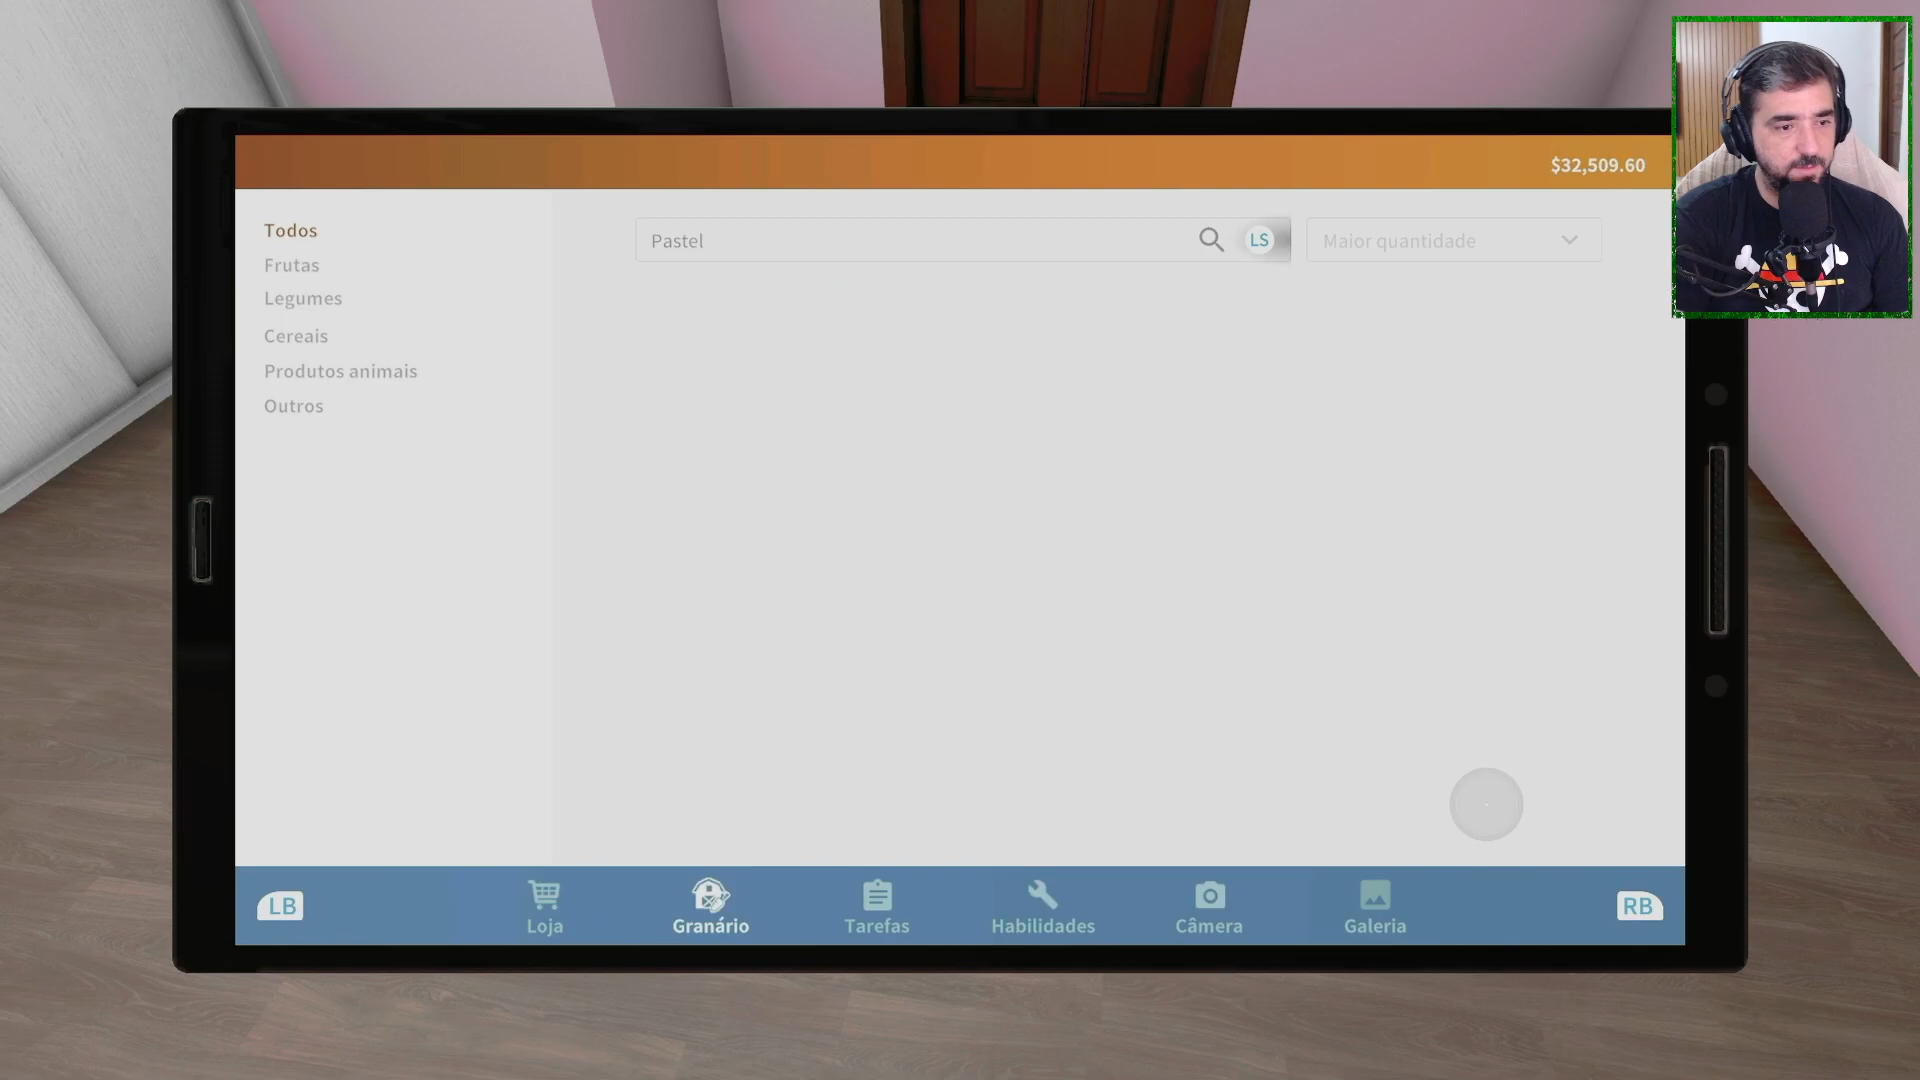 $32,509.60
Todos
Frutas
Legumes
Cereais
Produtos animais
Outros
Pastel
LS
Maior quantidade
LB
Loja
Granário
Tarefas
Habilidades
Câmera
Galeria
RB